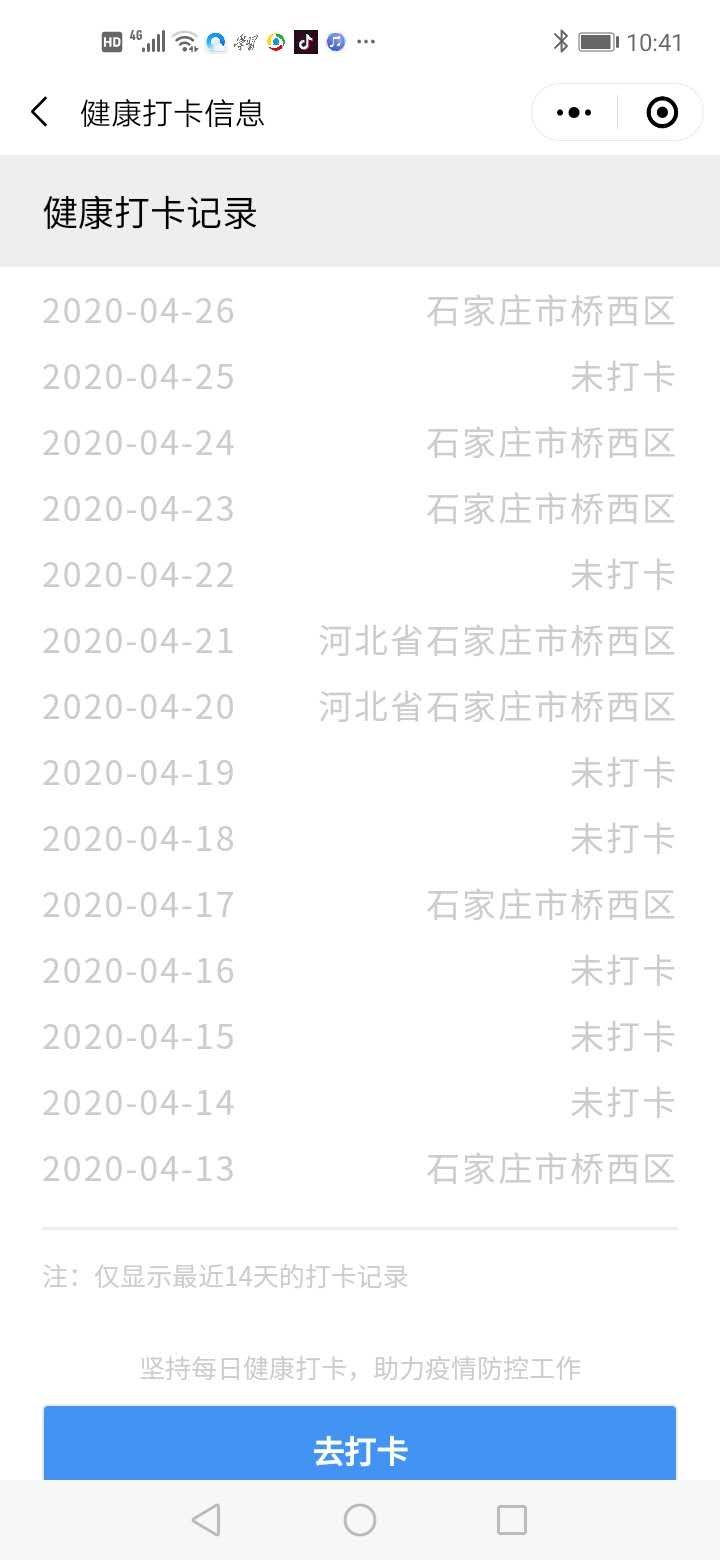 HD 4G 10:41
健康打卡信息
健康打卡记录
2020-04-26 石家庄市桥西区
2020-04-25 未打卡
2020-04-24 石家庄市桥西区
2020-04-23 石家庄市桥西区
2020-04-22 未打卡
2020-04-21 河北省石家庄市桥西区
2020-04-20 河北省石家庄市桥西区
2020-04-19 未打卡
2020-04-18 未打卡
2020-04-17 石家庄市桥西区
2020-04-16 未打卡
2020-04-15 未打卡
2020-04-14 未打卡
2020-04-13 石家庄市桥西区
注：仅显示最近14天的打卡记录
坚持每日健康打卡，助力疫情防控工作
去打卡